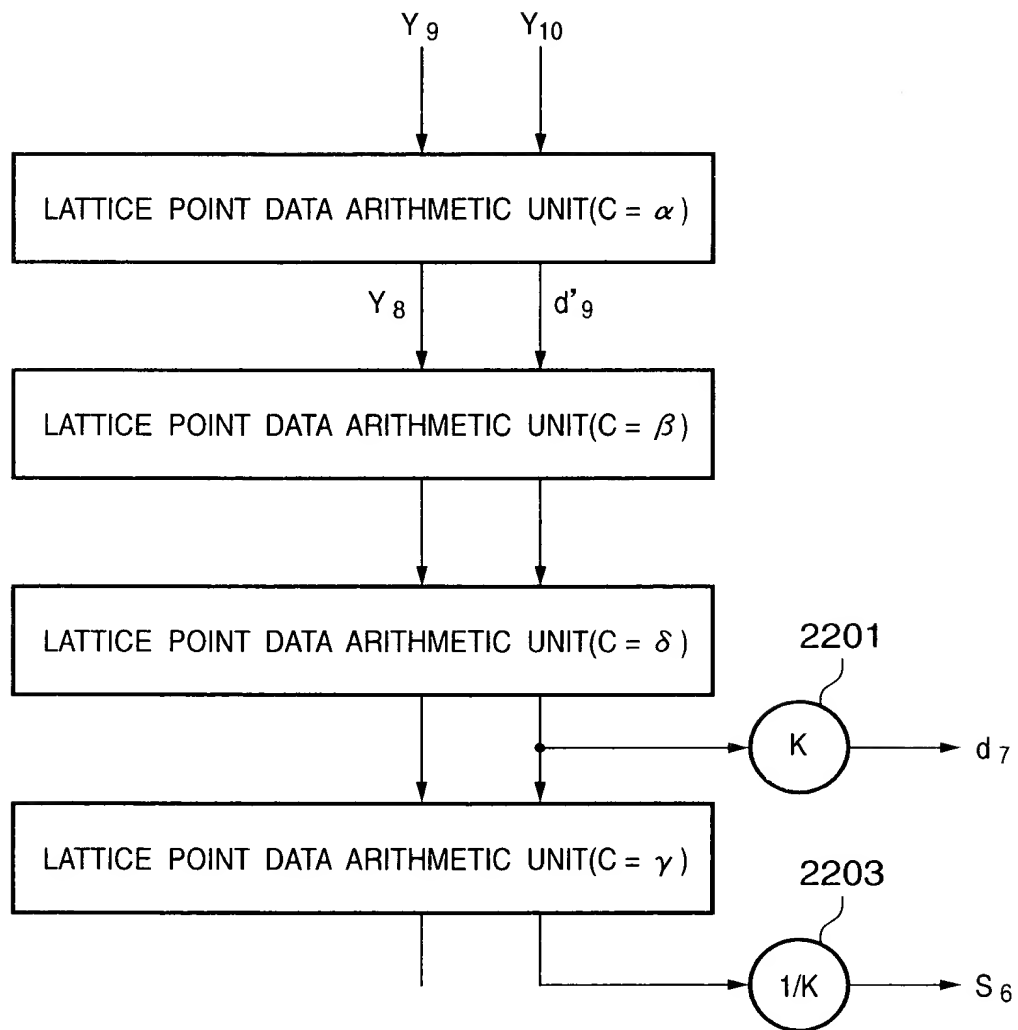 Y9 Y10
LATTICE POINT DATA ARITHMETIC UNIT(C = α)
Y8 d'9
LATTICE POINT DATA ARITHMETIC UNIT(C = β)
LATTICE POINT DATA ARITHMETIC UNIT(C = δ)
2201
K d7
LATTICE POINT DATA ARITHMETIC UNIT(C = γ)
2203
1/K S6